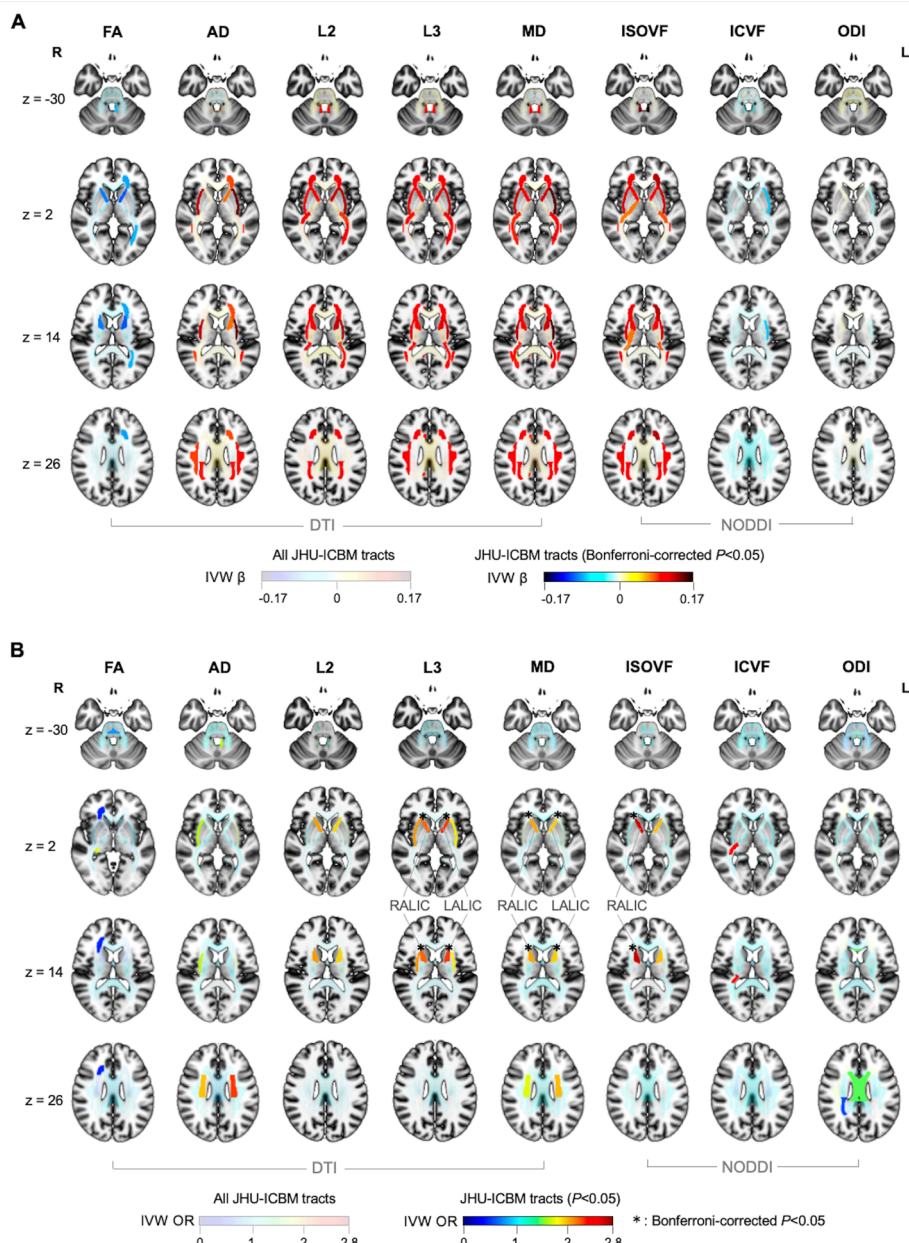 A
FA AD L2 L3 MD ISOVF ICVF ODI
R L
z = -30
z = 2
z = 14
z = 26
DTI NODDI
All JHU-ICBM tracts JHU-ICBM tracts (Bonferroni-corrected P<0.05)
IVW β IVW β
-0.17 0 0.17 -0.17 0 0.17
B
FA AD L2 L3 MD ISOVF ICVF ODI
R L
z = -30
* * * * *
z = 2
RALIC LALIC RALIC LALIC RALIC
* * * * *
z = 14
z = 26
DTI NODDI
All JHU-ICBM tracts JHU-ICBM tracts (P<0.05)
IVW OR IVW OR * : Bonferroni-corrected P<0.05
0 1 2 2.8 0 1 2 2.8